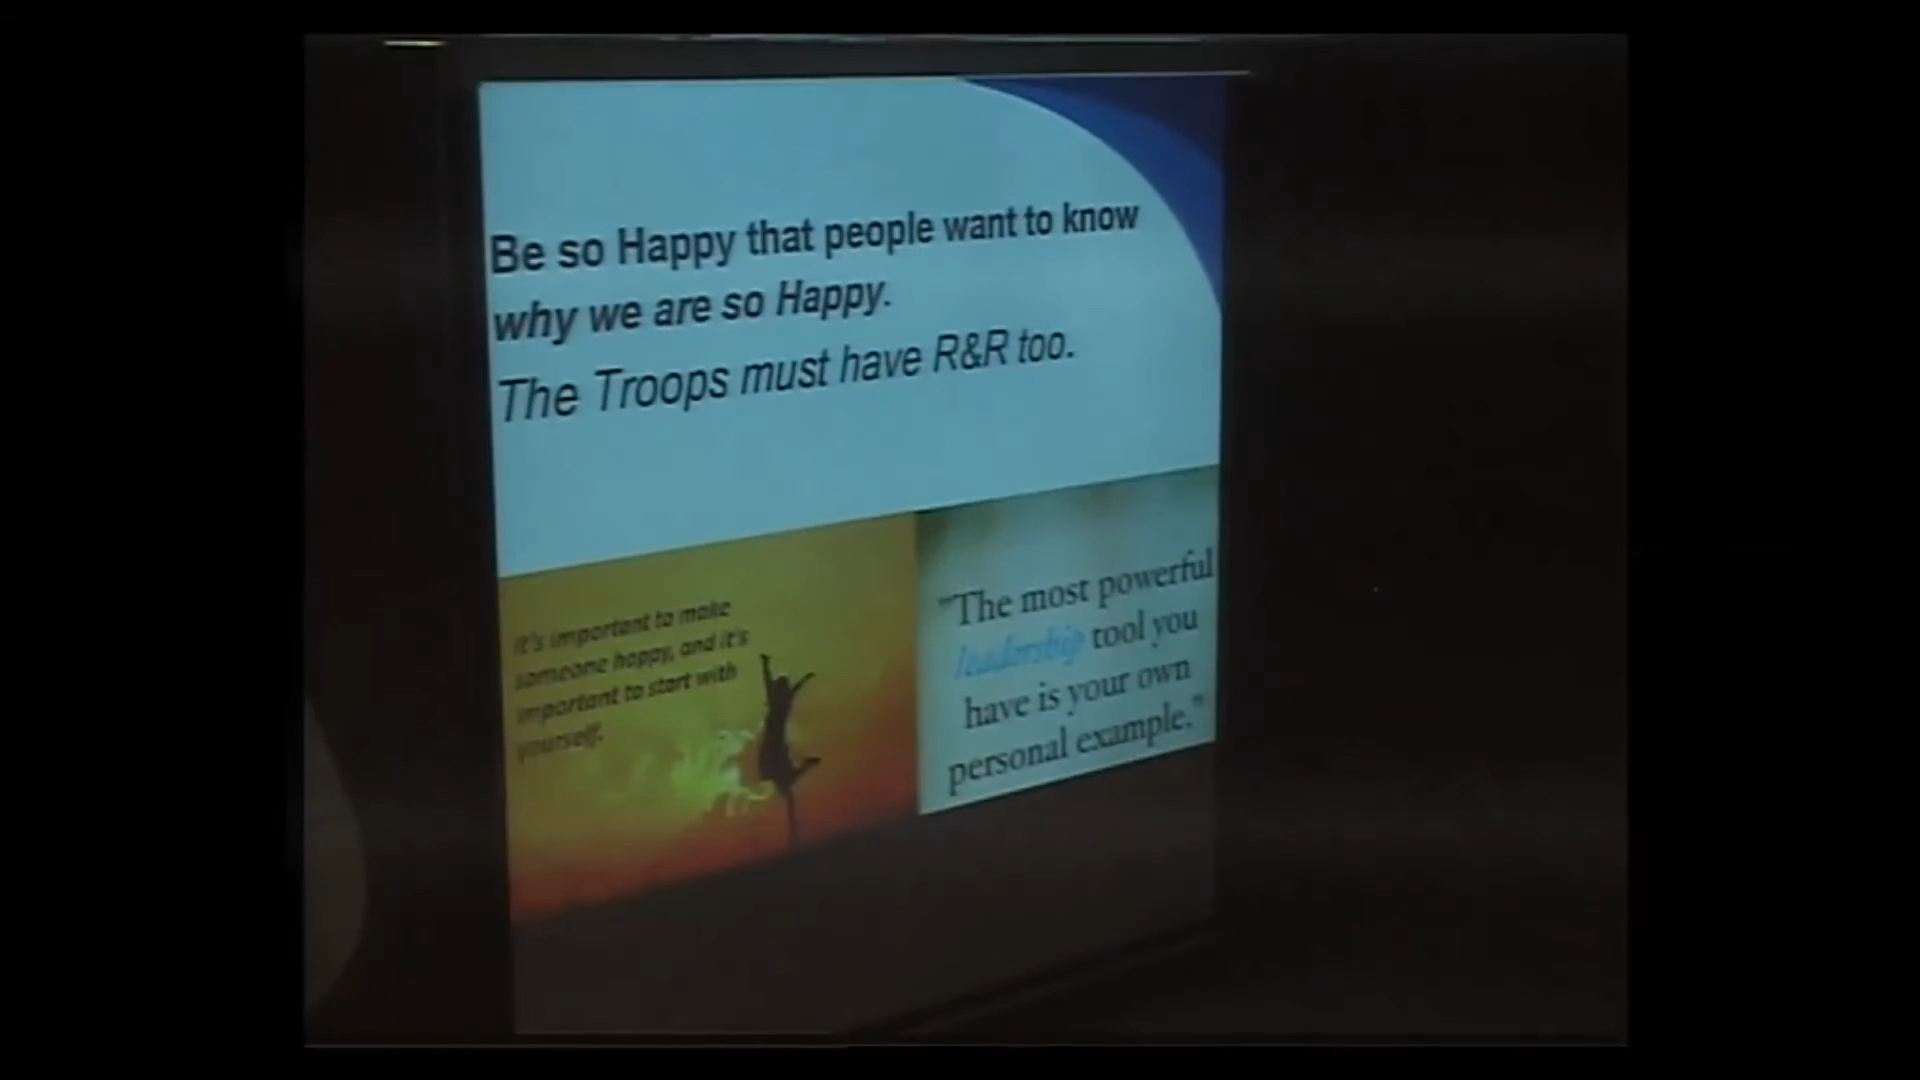 Be so Happy that people want to know
why we are so Happy.
The Troops must have R&R too.
It's important to make
someone happy, and it's
important to start with
yourself.
"The most powerful
leadership tool you
have is your own
personal example."